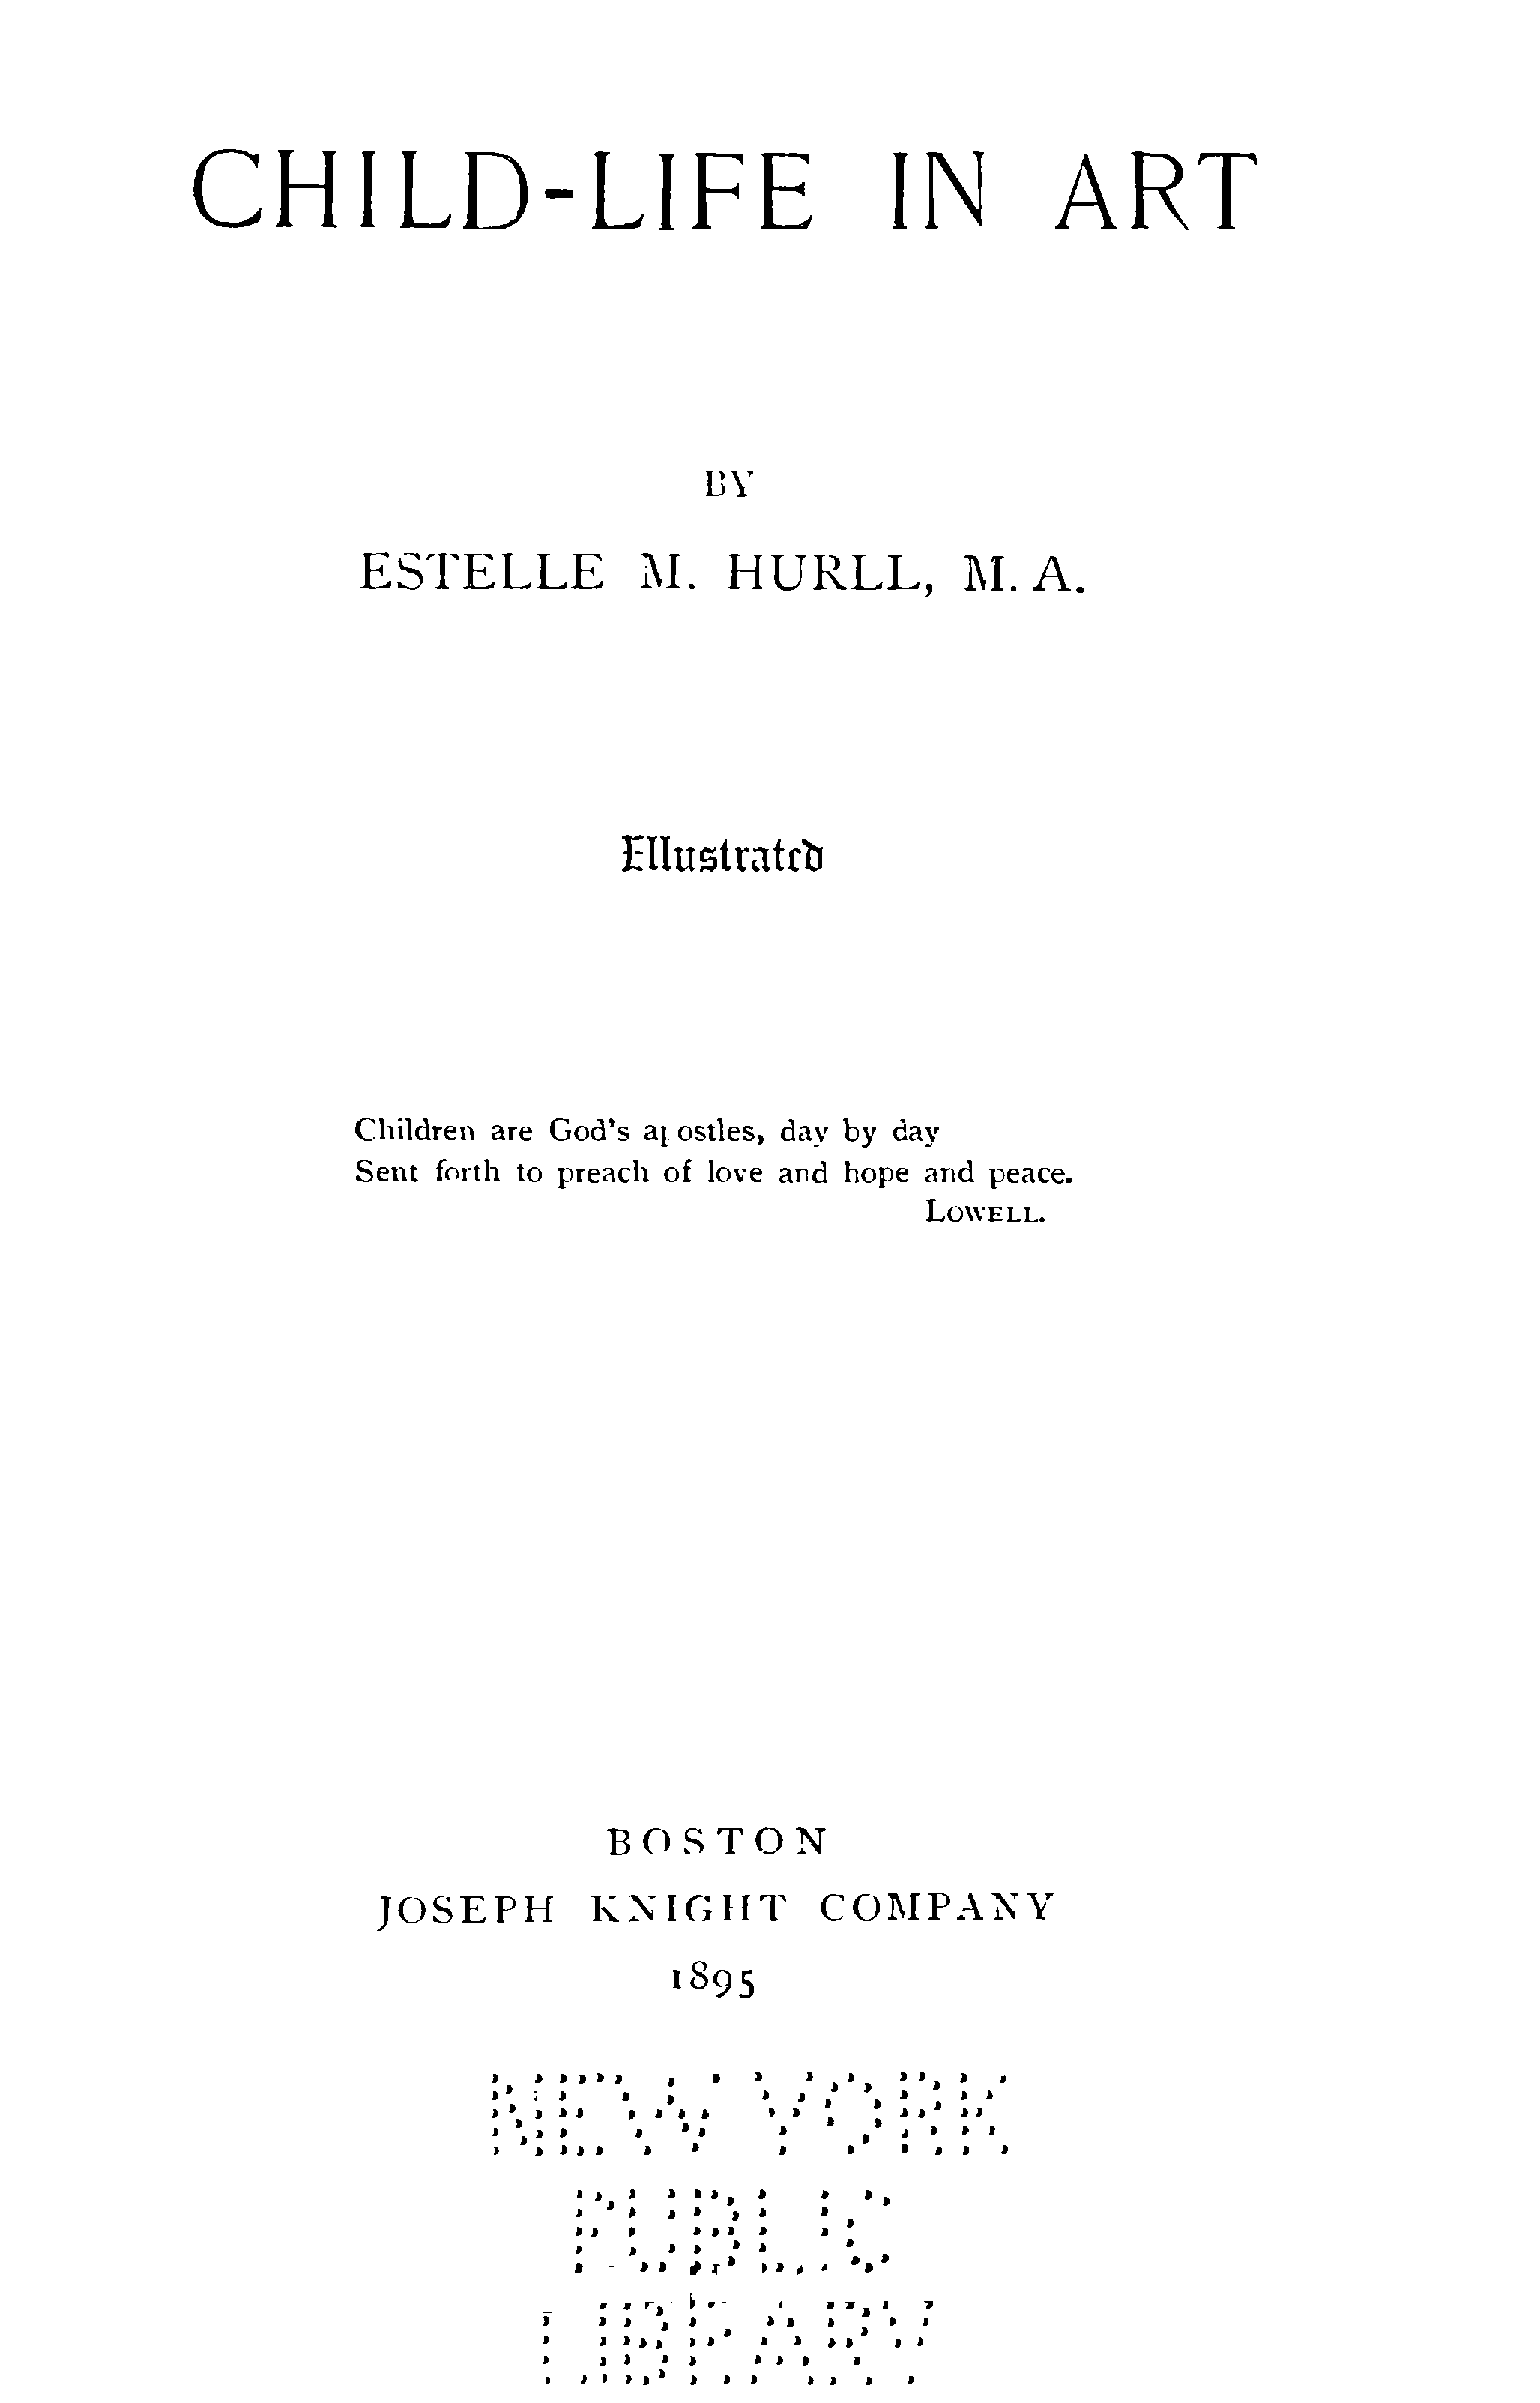 CHILD-LIFE IN ART
BY
ESTELLE M. HURLL, M. A.
Illustrated
Children are God's apostles, day by day
Sent forth to preach of love and hope and peace.
LOWELL.
BOSTON
JOSEPH KNIGHT COMPANY
1895
NEW YORK
PUBLIC
LIBRARY